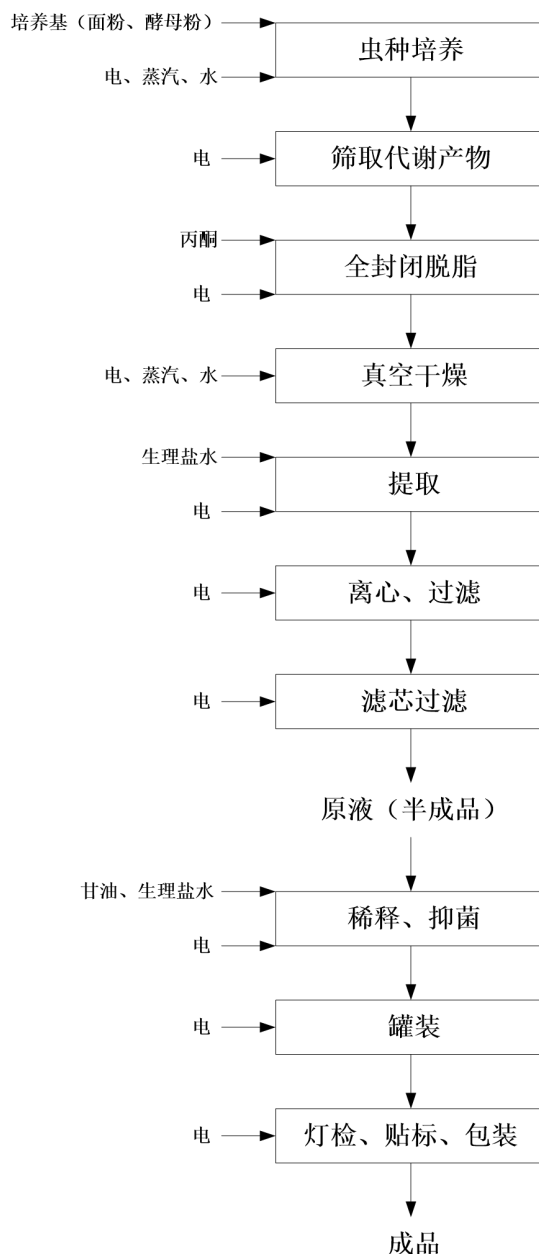 培养基（面粉、酵母粉）
虫种培养
电、蒸汽、水
电
筛取代谢产物
丙酮
全封闭脱脂
电
电、蒸汽、水
真空干燥
生理盐水
提取
电
电
离心、过滤
电
滤芯过滤
原液（半成品）
甘油、生理盐水
稀释、抑菌
电
电
罐装
电
灯检、贴标、包装
成品